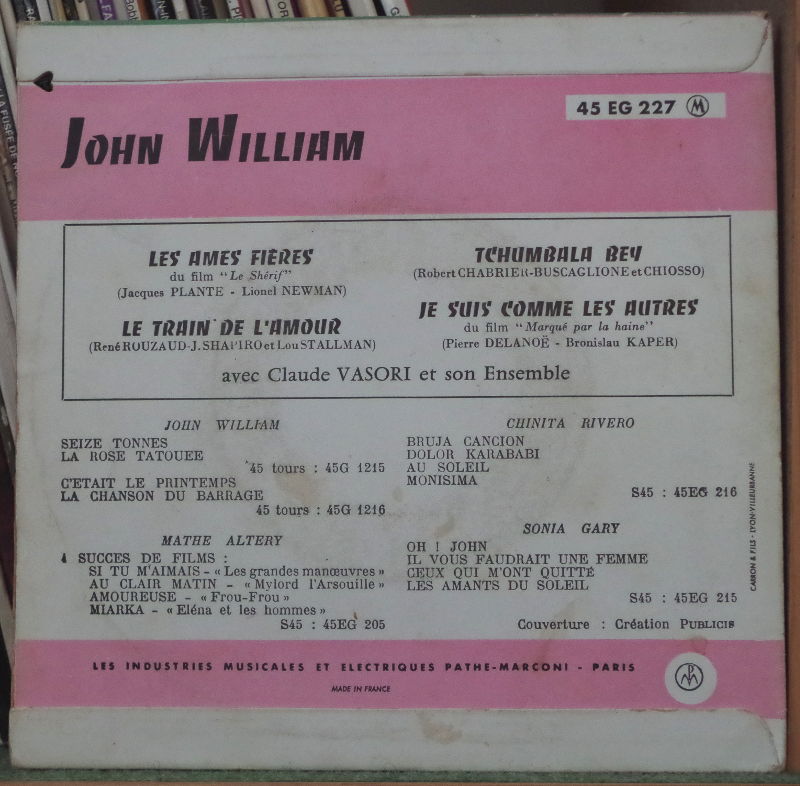 45 EG 227 M
JOHN WILLIAM
LES AMES FIÈRES
du film "Le Shérif"
(Jacques PLANTE - Lionel NEWMAN)
LE TRAIN DE L'AMOUR
(René ROUZAUD-J. SHAPIRO et Lou STALLMAN)
TCHUMBALA BEY
(Robert CHABRIER-BUSCAGLIONE et CHIOSSO)
JE SUIS COMME LES AUTRES
du film "Marqué par la haine"
(Pierre DELANOË - Bronislau KAPER)
avec Claude VASORI et son Ensemble
JOHN WILLIAM
SEIZE TONNES
LA ROSE TATOUEE
45 tours : 45G 1215
C'ETAIT LE PRINTEMPS
LA CHANSON DU BARRAGE
45 tours : 45G 1216
MATHE ALTERY
4 SUCCES DE FILMS :
SI TU M'AIMAIS - « Les grandes manœuvres »
AU CLAIR MATIN - « Mylord l'Arsouille »
AMOUREUSE - « Frou-Frou »
MIARKA - « Eléna et les hommes »
S45 : 45EG 205
CHINITA RIVERO
BRUJA CANCION
DOLOR KARABABI
AU SOLEIL
MONISIMA
S45 : 45EG 216
SONIA GARY
OH ! JOHN
IL VOUS FAUDRAIT UNE FEMME
CEUX QUI M'ONT QUITTÉ
LES AMANTS DU SOLEIL
S45 : 45EG 215
Couverture : Création PUBLICIS
CARRON & FILS - LYON-VILLEURBANNE
LES INDUSTRIES MUSICALES ET ELECTRIQUES PATHE-MARCONI - PARIS
MADE IN FRANCE